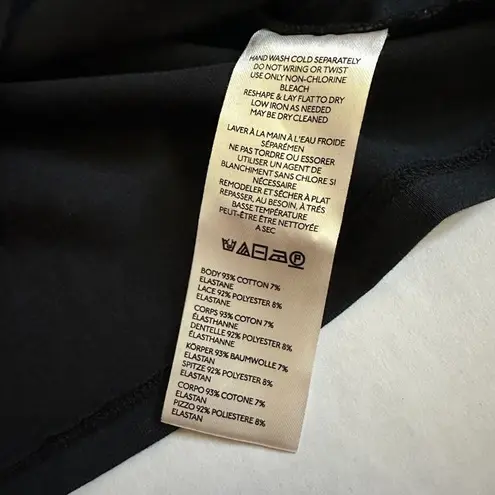 HAND WASH COLD SEPARATELY
DO NOT WRING OR TWIST
USE ONLY NON-CHLORINE
BLEACH
RESHAPE & LAY FLAT TO DRY
LOW IRON AS NEEDED
MAY BE DRY CLEANED
LAVER À LA MAIN À L'EAU FROIDE
SÉPARÉMEN
NE PAS TORDRE OU ESSORER
UTILISER UN AGENT DE
BLANCHIMENT SANS CHLORE SI
NÉCESSAIRE
REMODELER ET SÉCHER À PLAT
REPASSER, AU BESOIN, À TRÉS
BASSE TEMPÉRATURE
PEUT-ÊTRE ÊTRE NETTOYÉE
A SEC
P
BODY 93% COTTON 7%
ELASTANE
LACE 92% POLYESTER 8%
ELASTANE
CORPS 93% COTON 7%
ÉLASTHANNE
DENTELLE 92% POLYESTER 8%
ÉLASTHANNE
KÖRPER 93% BAUMWOLLE 7%
ELASTAN
SPITZE 92% POLYESTER 8%
ELASTAN
CORPO 93% COTONE 7%
ELASTAN
PIZZO 92% POLIESTERE 8%
ELASTAN